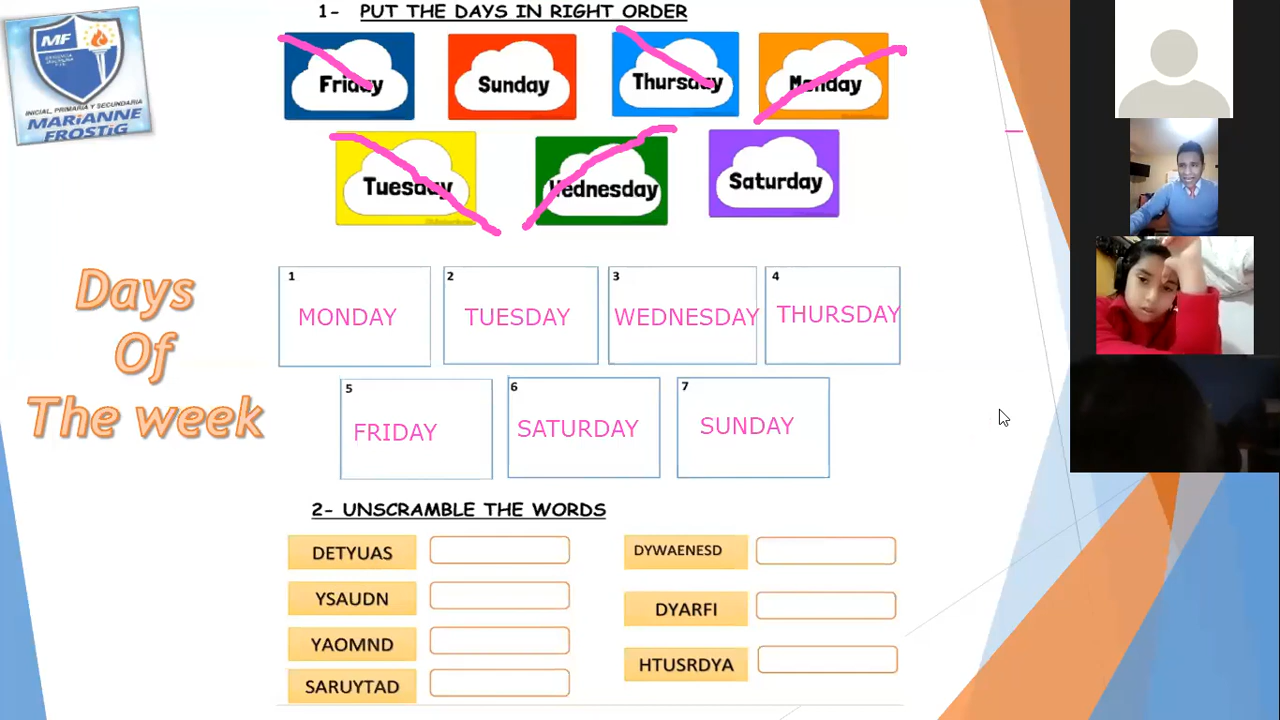 1- PUT THE DAYS IN RIGHT ORDER
MF
INICIAL, PRIMARIA Y SECUNDARIA
MARIANNE
FROSTIG
Friday
Sunday
Thursday
Monday
Tuesday
Wednesday
Saturday
Days
Of
The week
1
MONDAY
2
TUESDAY
3
WEDNESDAY
4
THURSDAY
5
FRIDAY
6
SATURDAY
7
SUNDAY
2- UNSCRAMBLE THE WORDS
DETYUAS
DYWAENESD
YSAUDN
DYARFI
YAOMND
HTUSRDYA
SARUYTAD